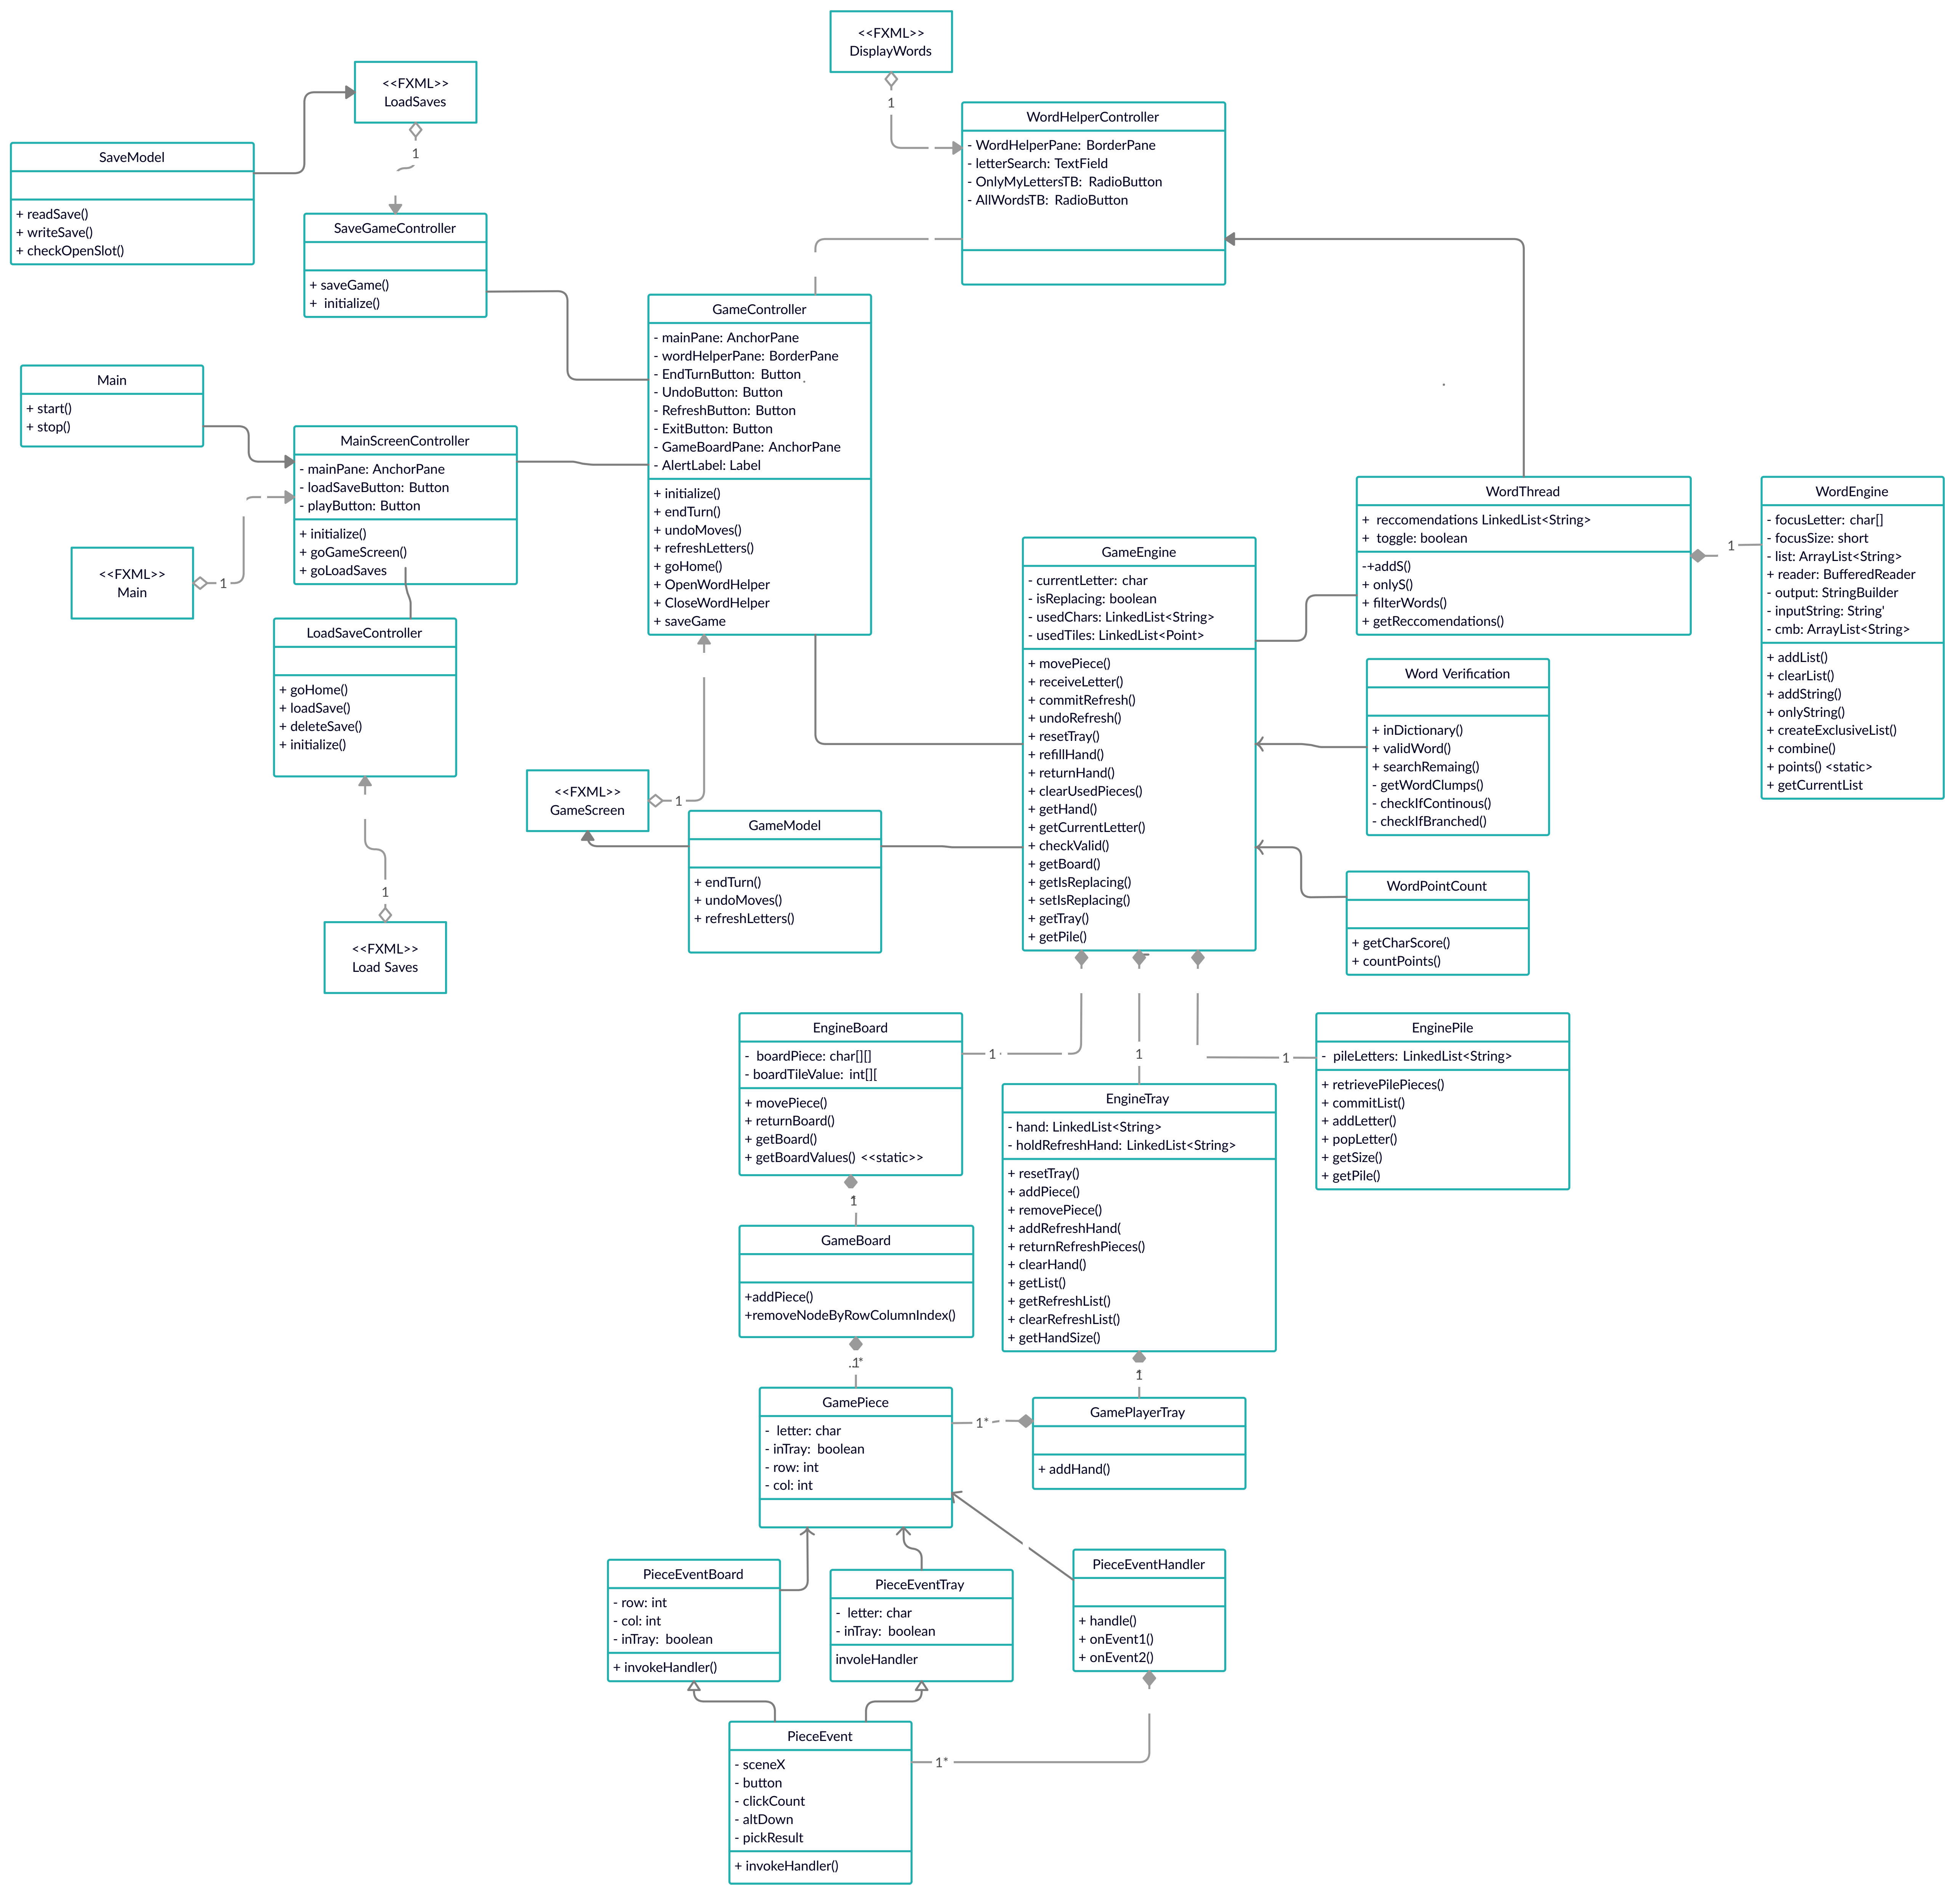 <<FXML>>
DisplayWords
<<FXML>>
LoadSaves
1
1
WordHelperController
- WordHelperPane: BorderPane
- letterSearch: TextField
- OnlyMyLettersTB: RadioButton
- AllWordsTB: RadioButton
SaveModel
+ readSave()
+ writeSave()
+ checkOpenSlot()
SaveGameController
+ saveGame()
+ initialize()
GameController
- mainPane: AnchorPane
- wordHelperPane: BorderPane
- EndTurnButton: Button
- UndoButton: Button
- RefreshButton: Button
- ExitButton: Button
- GameBoardPane: AnchorPane
- AlertLabel: Label
+ initialize()
+ endTurn()
+ undoMoves()
+ refreshLetters()
+ goHome()
+ OpenWordHelper
+ CloseWordHelper
+ saveGame
Main
+ start()
+ stop()
MainScreenController
- mainPane: AnchorPane
- loadSaveButton: Button
- playButton: Button
+ initialize()
+ goGameScreen()
+ goLoadSaves
<<FXML>>
Main
1
LoadSaveController
+ goHome()
+ loadSave()
+ deleteSave()
+ initialize()
1
<<FXML>>
Load Saves
<<FXML>>
GameScreen
1
GameModel
+ endTurn()
+ undoMoves()
+ refreshLetters()
GameEngine
- currentLetter: char
- isReplacing: boolean
- usedChars: LinkedList<String>
- usedTiles: LinkedList<Point>
+ movePiece()
+ receiveLetter()
+ commitRefresh()
+ undoRefresh()
+ resetTray()
+ refillHand()
+ returnHand()
+ clearUsedPieces()
+ getHand()
+ getCurrentLetter()
+ checkValid()
+ getBoard()
+ getIsReplacing()
+ setIsReplacing()
+ getTray()
+ getPile()
WordThread
+ reccomendations LinkedList<String>
+ toggle: boolean
-+addS()
+ onlyS()
+ filterWords()
+ getReccomendations()
1
WordEngine
- focusLetter: char[]
- focusSize: short
- list: ArrayList<String>
+ reader: BufferedReader
- output: StringBuilder
- inputString: String'
- cmb: ArrayList<String>
+ addList()
+ clearList()
+ addString()
+ onlyString()
+ createExclusiveList()
+ combine()
+ points() <static>
+ getCurrentList
Word Verification
+ inDictionary()
+ validWord()
+ searchRemaing()
- getWordClumps()
- checkIfContinous()
- checkIfBranched()
WordPointCount
+ getCharScore()
+ countPoints()
EngineBoard
- boardPiece: char[][]
- boardTileValue: int[][
+ movePiece()
+ returnBoard()
+ getBoard()
+ getBoardValues() <<static>>
1
1
1
EnginePile
- pileLetters: LinkedList<String>
+ retrievePilePieces()
+ commitList()
+ addLetter()
+ popLetter()
+ getSize()
+ getPile()
EngineTray
- hand: LinkedList<String>
- holdRefreshHand: LinkedList<String>
+ resetTray()
+ addPiece()
+ removePiece()
+ addRefreshHand(
+ returnRefreshPieces()
+ clearHand()
+ getList()
+ getRefreshList()
+ clearRefreshList()
+ getHandSize()
1
GameBoard
+addPiece()
+removeNodeByRowColumnIndex()
.1*
1
GamePiece
- letter: char
- inTray: boolean
- row: int
- col: int
1*
GamePlayerTray
+ addHand()
PieceEventBoard
- row: int
- col: int
- inTray: boolean
+ invokeHandler()
PieceEventTray
- letter: char
- inTray: boolean
involeHandler
PieceEventHandler
+ handle()
+ onEvent1()
+ onEvent2()
PieceEvent
- sceneX
- button
- clickCount
- altDown
- pickResult
+ invokeHandler()
1*